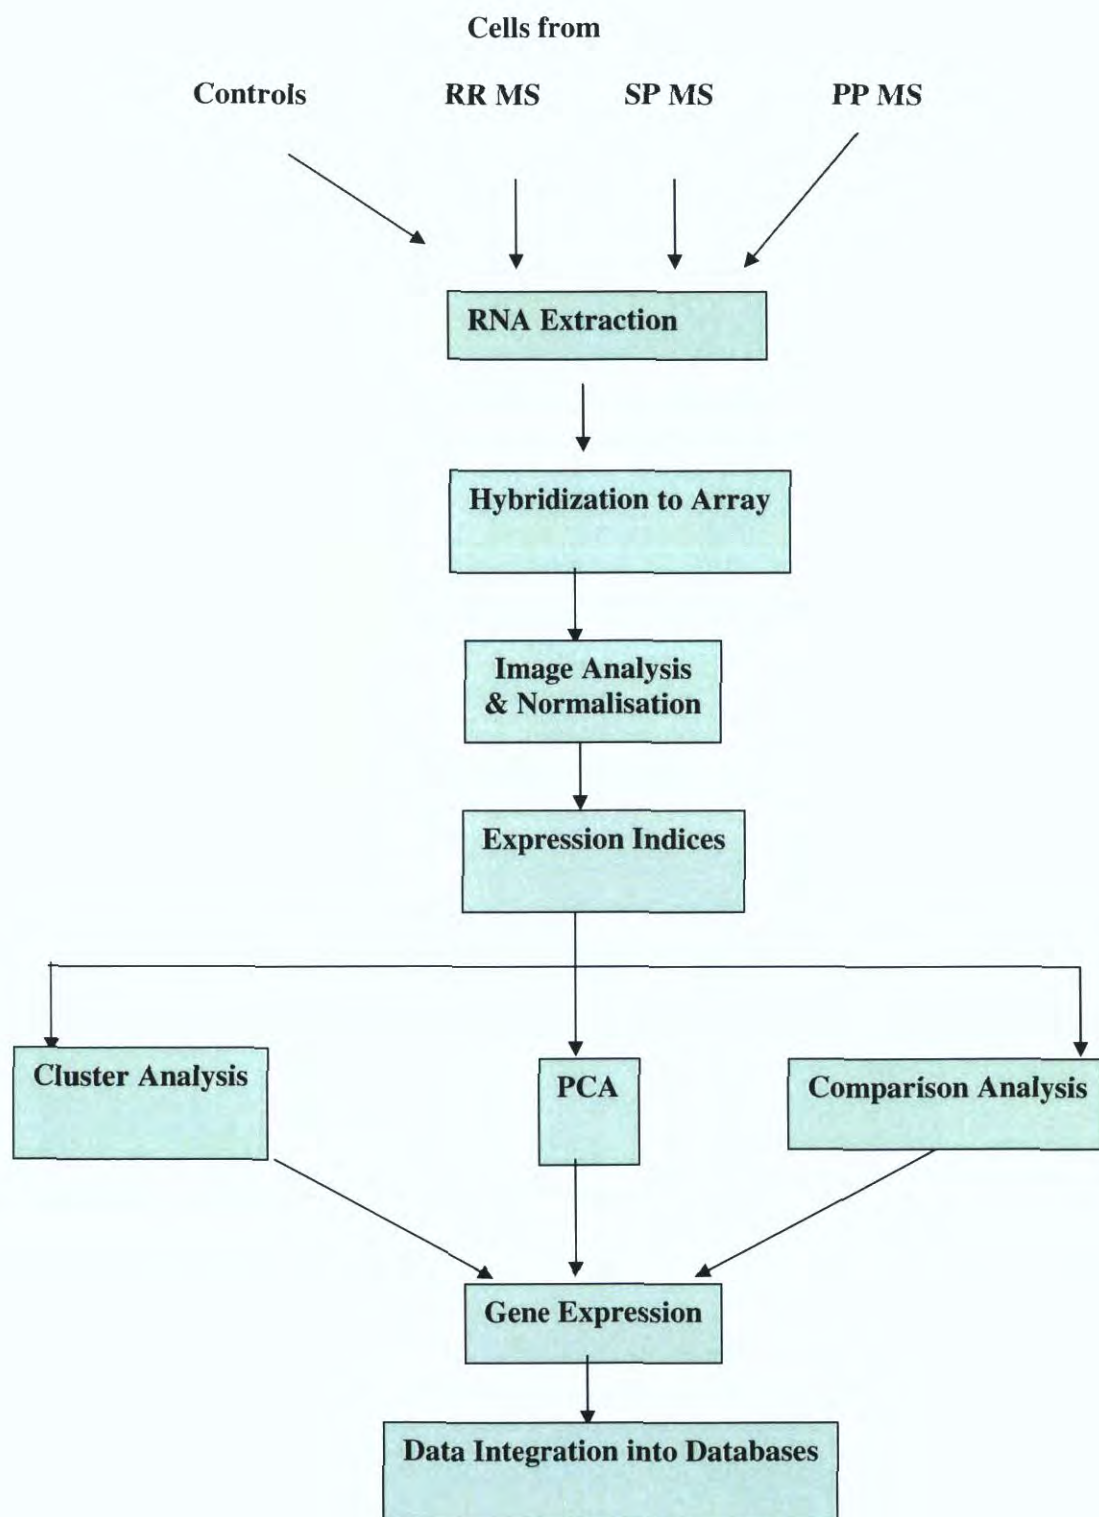 Cells from
Controls RR MS SP MS PP MS
RNA Extraction
Hybridization to Array
Image Analysis
& Normalisation
Expression Indices
Cluster Analysis PCA Comparison Analysis
Gene Expression
Data Integration into Databases